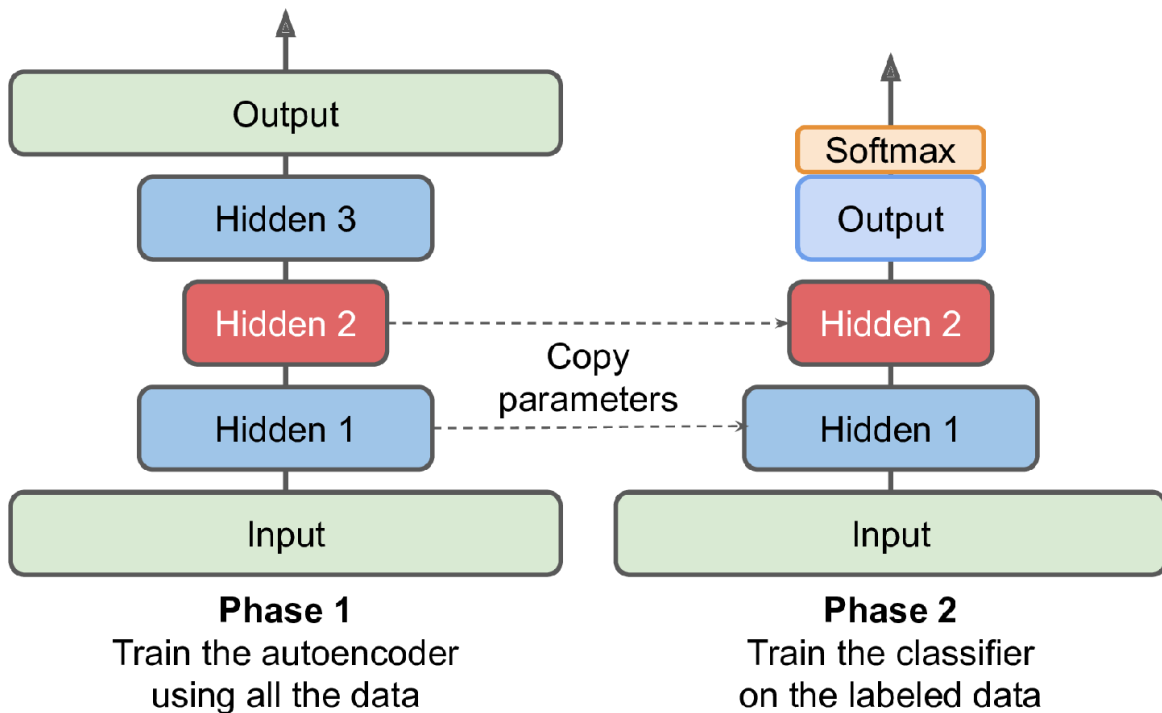 Output
Hidden 3
Hidden 2
Hidden 1
Input
Phase 1
Train the autoencoder
using all the data
Copy
parameters
Softmax
Output
Hidden 2
Hidden 1
Input
Phase 2
Train the classifier
on the labeled data